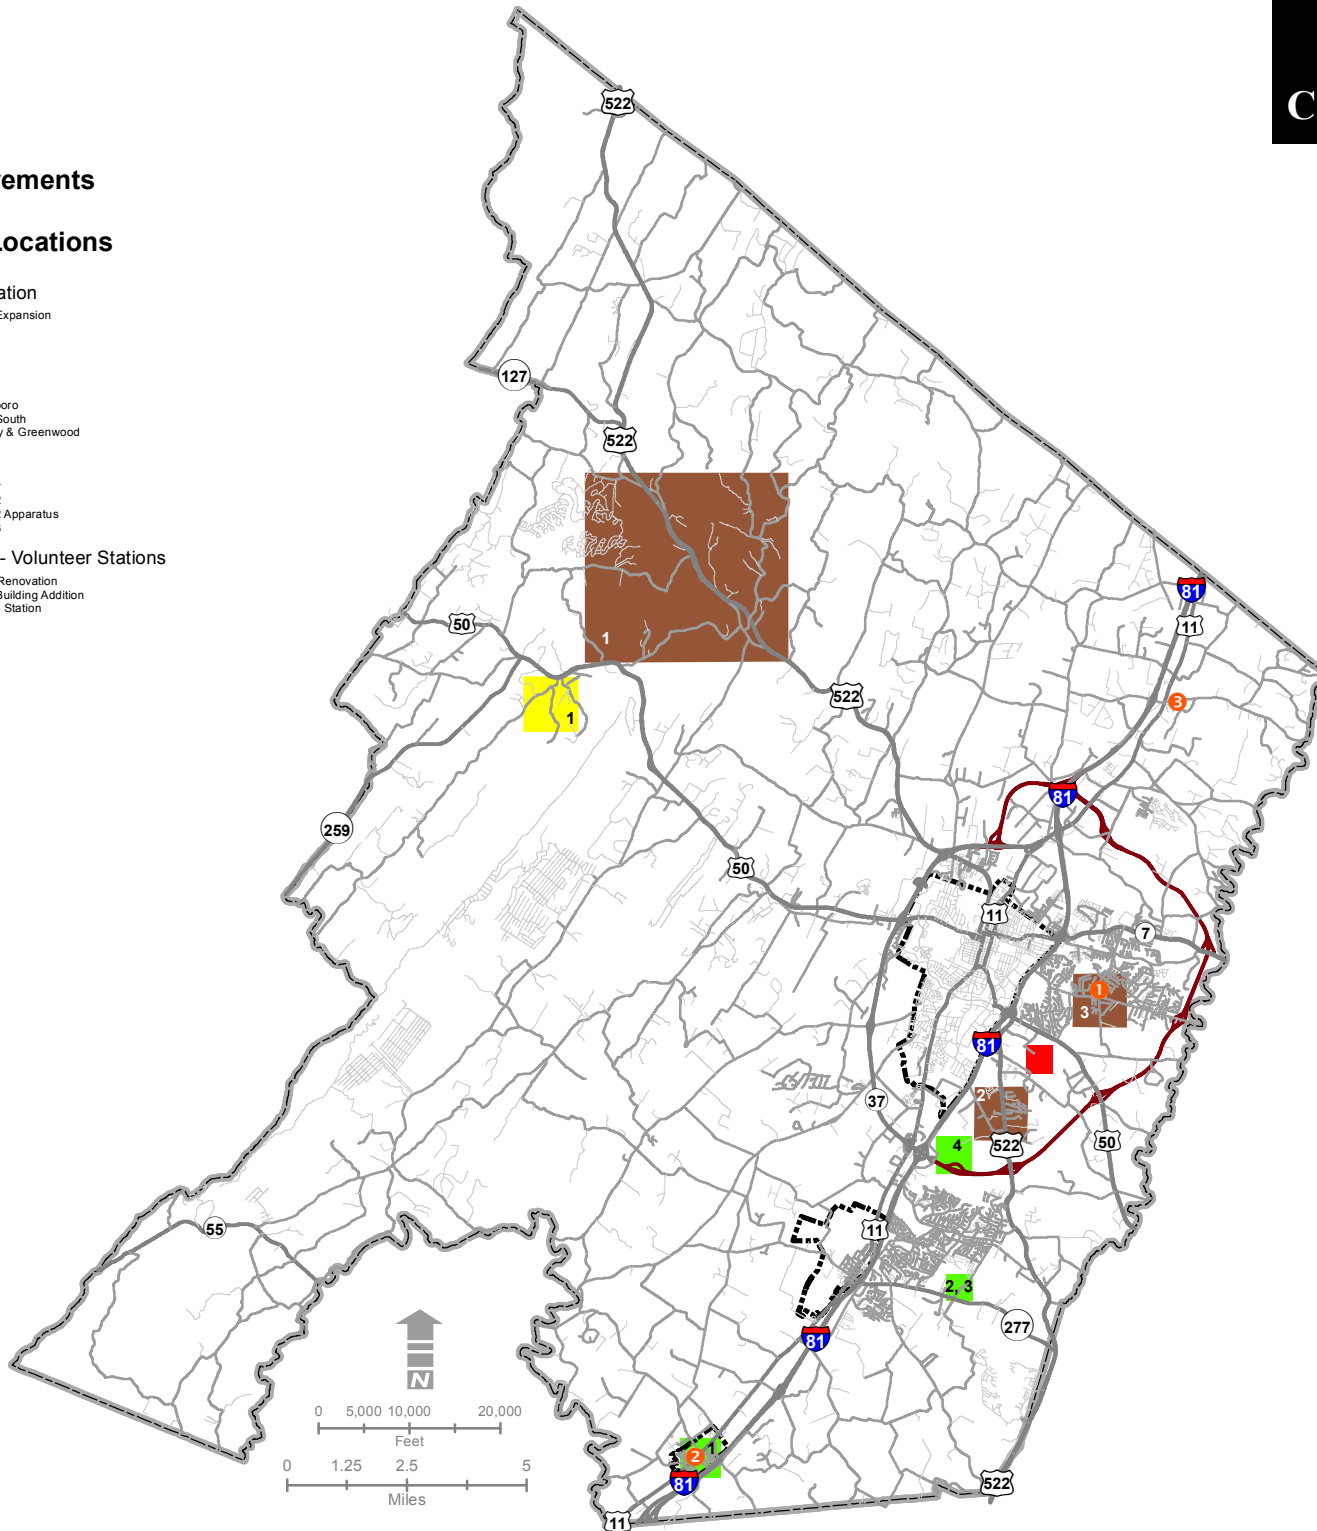 C
ements
ocations
ation
Expansion
oro
South
y & Greenwood
2
2 Apparatus
- Volunteer Stations
Renovation
Building Addition
Station
522
127
522
81
11
50
1
522
3
1
81
259
50
11
7
1
3
81
2
37
4
522
50
55
11
2, 3
277
81
N
0 5,000 10,000 20,000
Feet
0 1.25 2.5 5
Miles
1
2
81
522
11